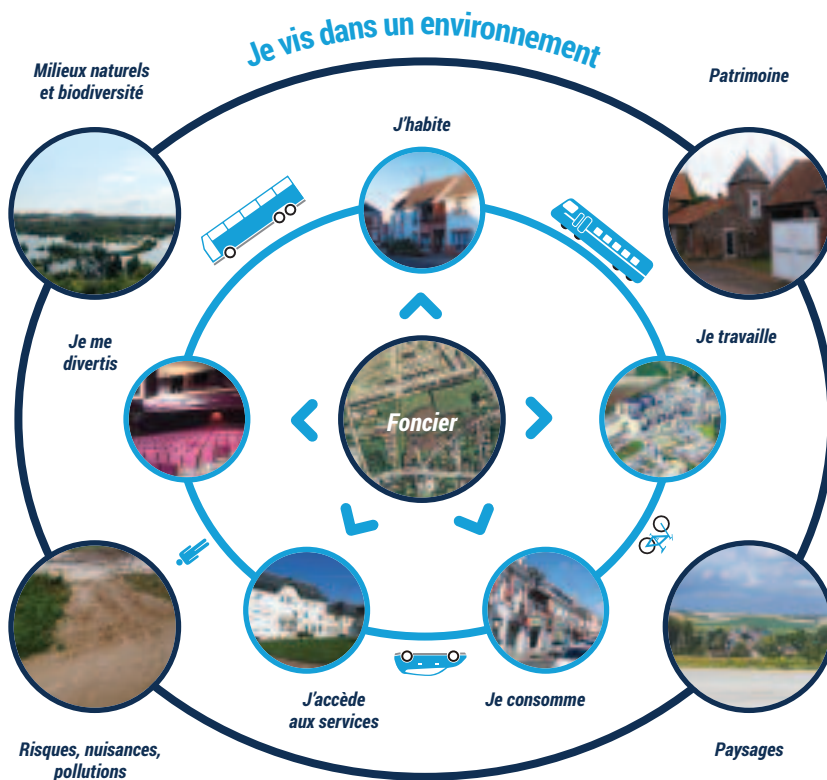 Je vis dans un environnement
Milieux naturels
et biodiversité
Patrimoine
J'habite
Je me
divertis
Je travaille
Foncier
J'accède
aux services
Je consomme
Risques, nuisances,
pollutions
Paysages